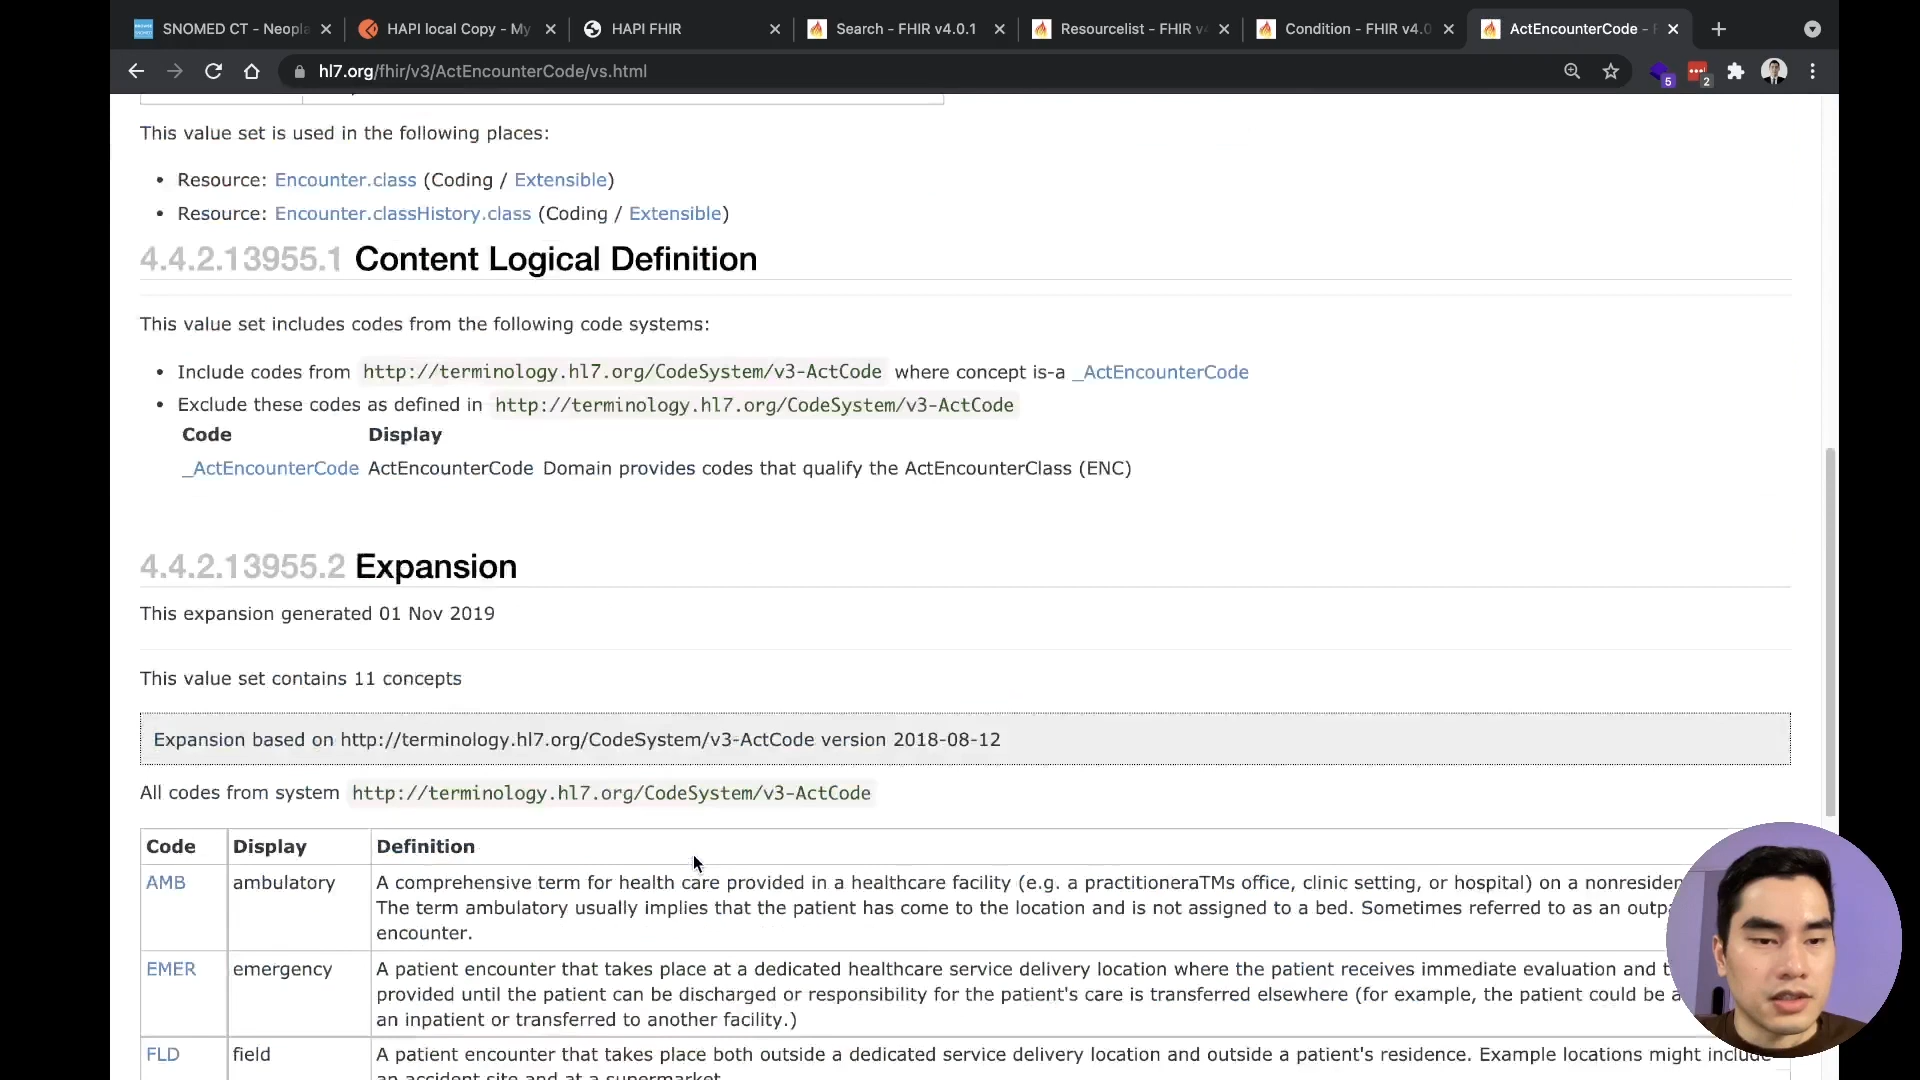 SNOMED CT - Neopla
HAPI local Copy - My
HAPI FHIR
Search - FHIR v4.0.1
Resourcelist - FHIR v4
Condition - FHIR v4.0
ActEncounterCode -
hl7.org/fhir/v3/ActEncounterCode/vs.html
5
2
This value set is used in the following places:
• Resource: Encounter.class (Coding / Extensible)
• Resource: Encounter.classHistory.class (Coding / Extensible)
4.4.2.13955.1 Content Logical Definition
This value set includes codes from the following code systems:
• Include codes from http://terminology.hl7.org/CodeSystem/v3-ActCode where concept is-a _ActEncounterCode
• Exclude these codes as defined in http://terminology.hl7.org/CodeSystem/v3-ActCode
Code Display
_ActEncounterCode ActEncounterCode Domain provides codes that qualify the ActEncounterClass (ENC)
4.4.2.13955.2 Expansion
This expansion generated 01 Nov 2019
This value set contains 11 concepts
Expansion based on http://terminology.hl7.org/CodeSystem/v3-ActCode version 2018-08-12
All codes from system http://terminology.hl7.org/CodeSystem/v3-ActCode
Code Display Definition
AMB ambulatory A comprehensive term for health care provided in a healthcare facility (e.g. a practitioneraTMs office, clinic setting, or hospital) on a nonresiden
The term ambulatory usually implies that the patient has come to the location and is not assigned to a bed. Sometimes referred to as an outpa
encounter.
EMER emergency A patient encounter that takes place at a dedicated healthcare service delivery location where the patient receives immediate evaluation and t
provided until the patient can be discharged or responsibility for the patient's care is transferred elsewhere (for example, the patient could be a
an inpatient or transferred to another facility.)
FLD field A patient encounter that takes place both outside a dedicated service delivery location and outside a patient's residence. Example locations might include
an accident site and at a supermarket.